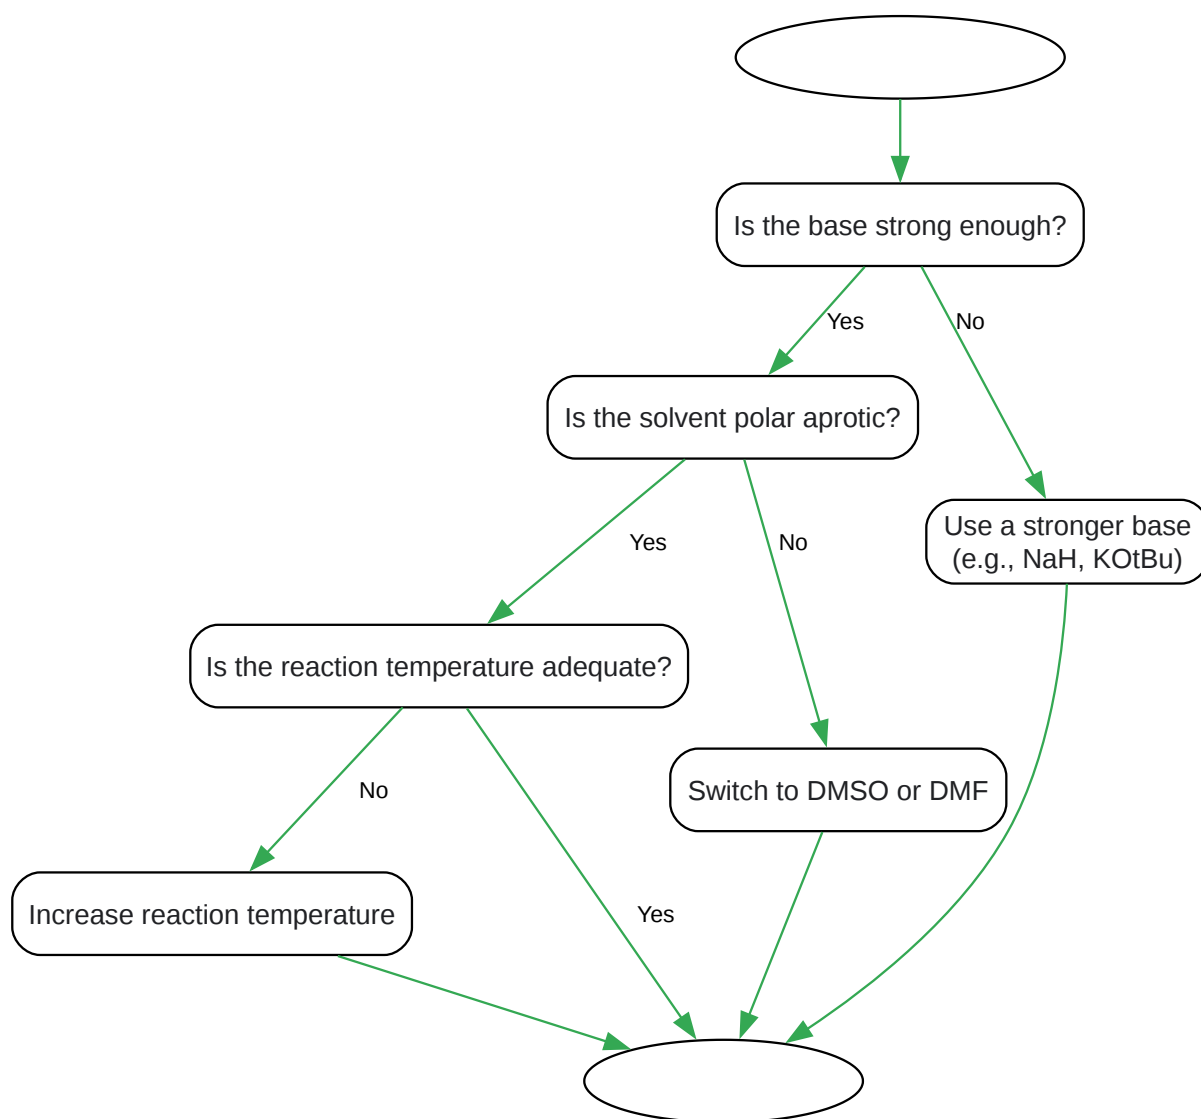 Is the base strong enough?
Yes
No
Is the solvent polar aprotic?
Use a stronger base
(e.g., NaH, KOtBu)
Yes
No
Is the reaction temperature adequate?
Switch to DMSO or DMF
No
Yes
Increase reaction temperature